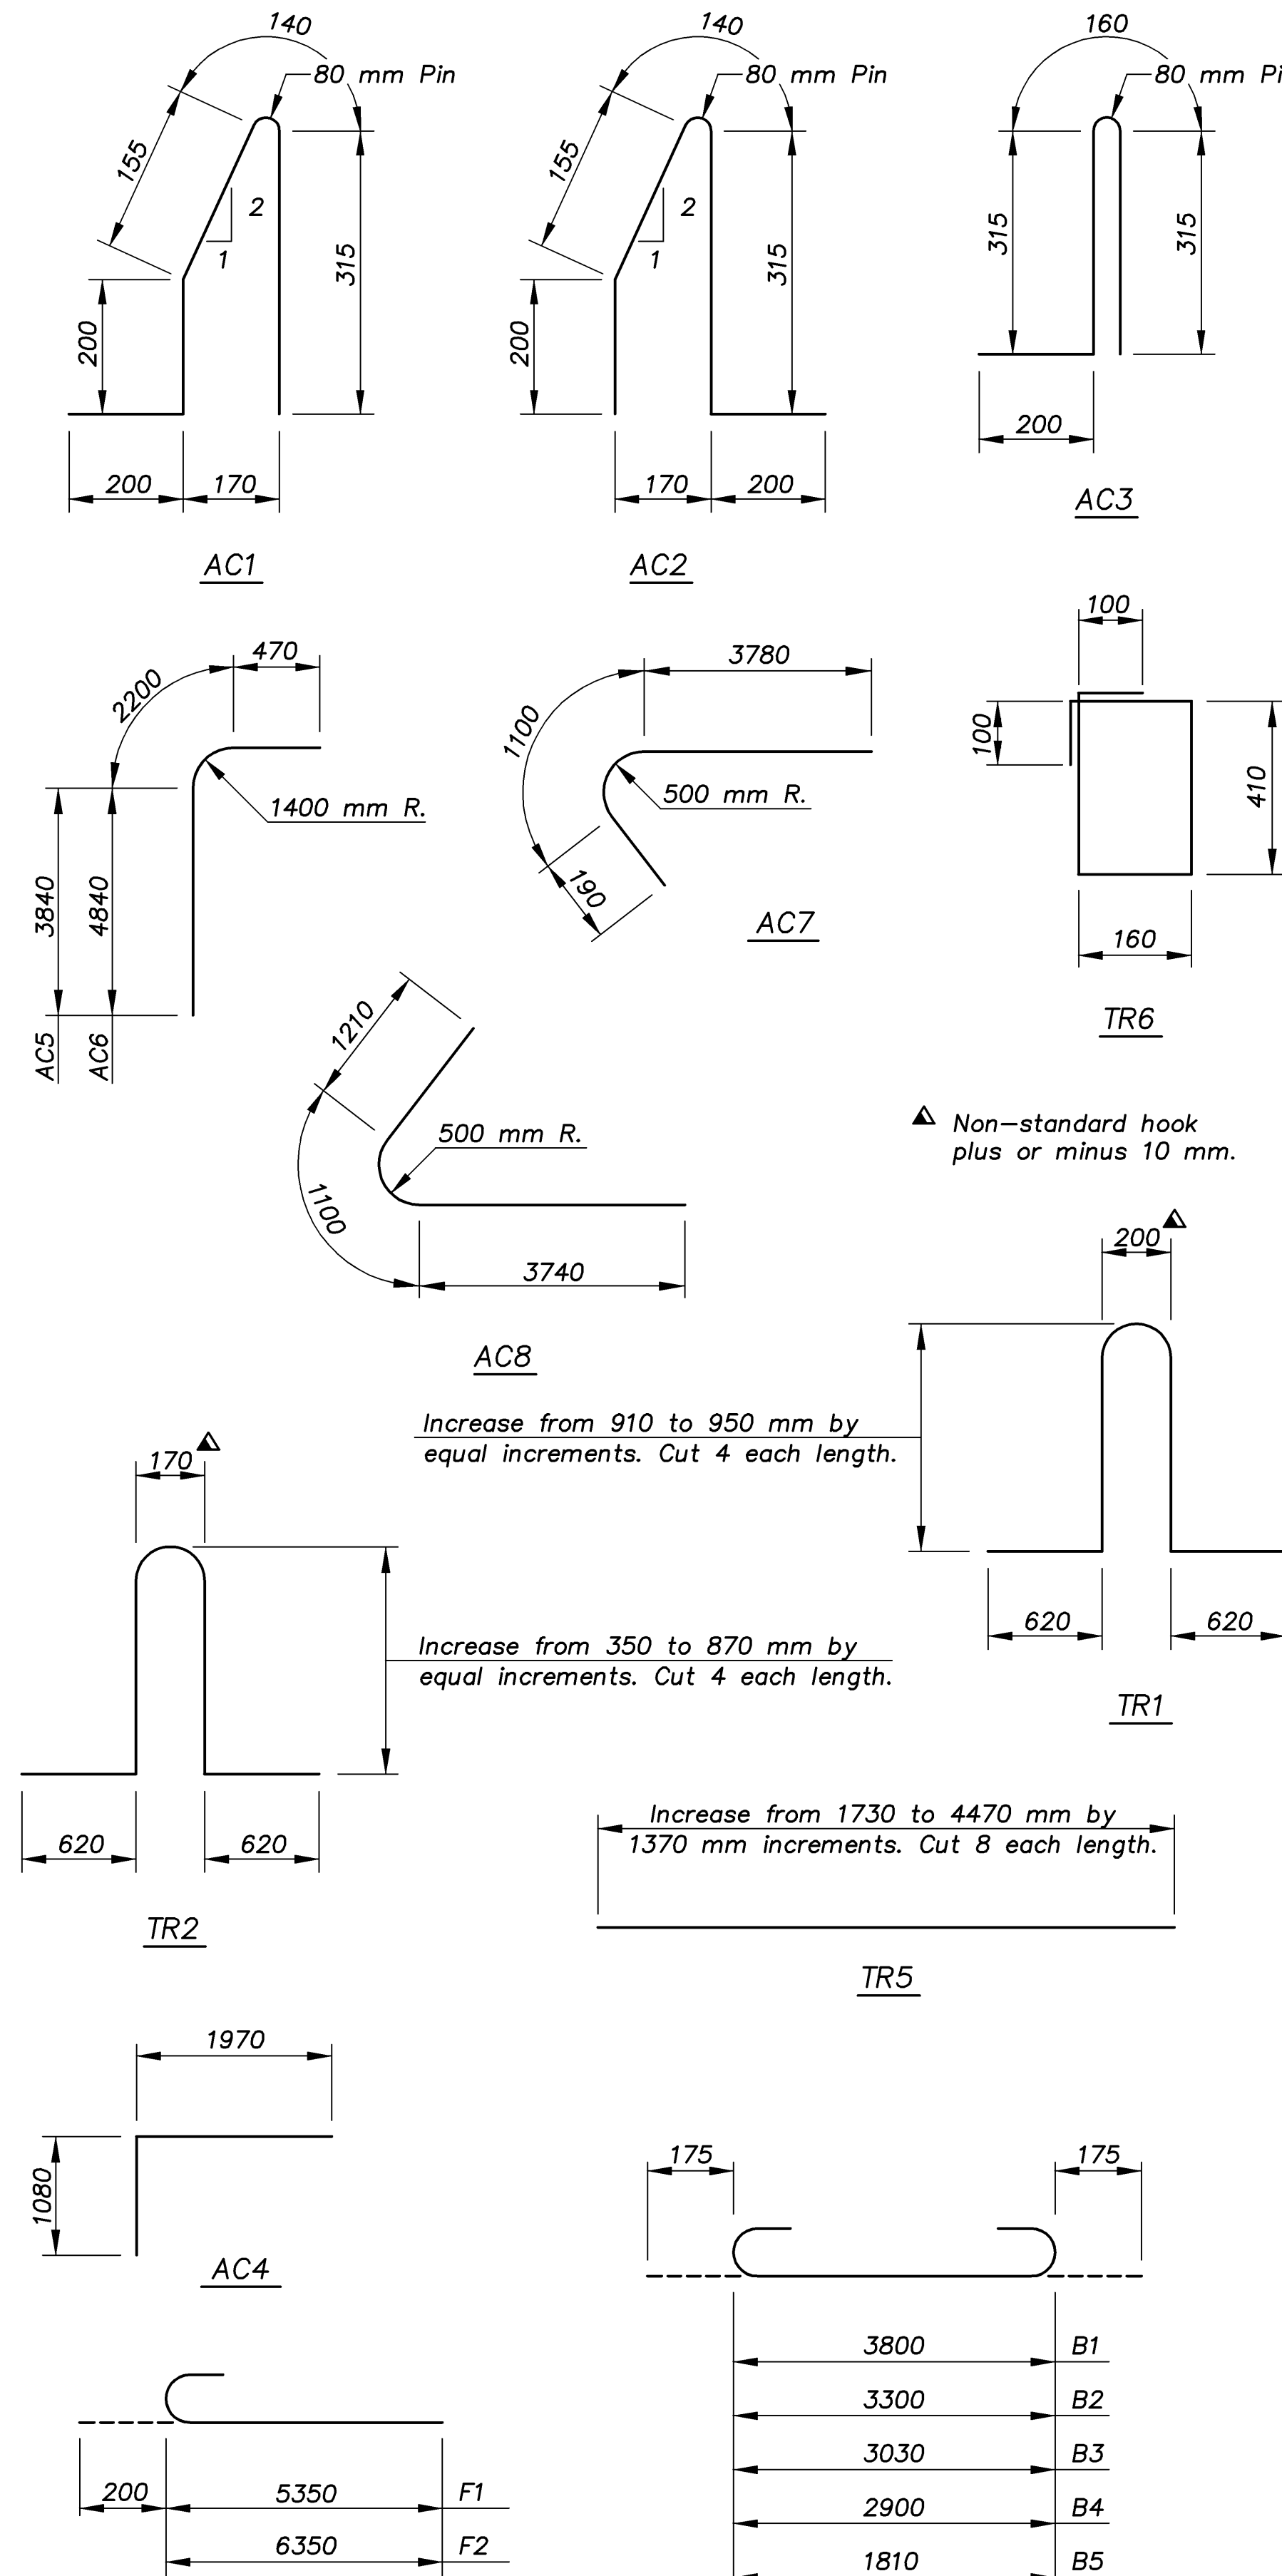 140
80 mm Pin
155
2
1
315
200
200
170
AC1
140
80 mm Pin
155
2
1
315
200
170
200
AC2
160
80 mm Pi
315
315
200
AC3
470
2200
1400 mm R.
3840
4840
AC5
AC6
3780
1100
500 mm R.
190
AC7
100
100
410
160
TR6
1210
500 mm R.
1100
3740
AC8
Non-standard hook
plus or minus 10 mm.
200
Increase from 910 to 950 mm by
equal increments. Cut 4 each length.
620
620
TR1
170
Increase from 350 to 870 mm by
equal increments. Cut 4 each length.
620
620
TR2
Increase from 1730 to 4470 mm by
1370 mm increments. Cut 8 each length.
TR5
1970
1080
AC4
175
175
3800 B1
3300 B2
3030 B3
2900 B4
1810 B5
200 5350 F1
6350 F2